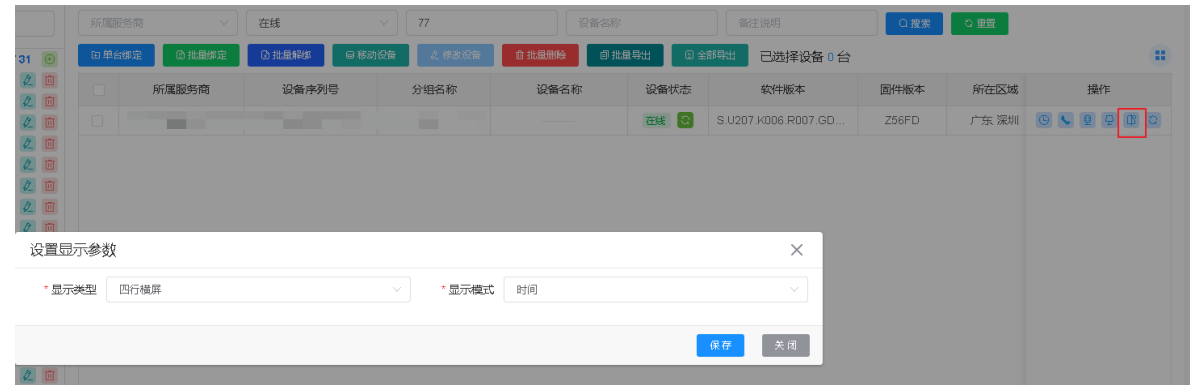 所属服务商 在线 77 设备名称 备注说明 搜索 重置
31 单台绑定 批量绑定 批量解绑 移动设备 修改设备 批量删除 批量导出 全部导出 已选择设备 0 台
所属服务商 设备序列号 分组名称 设备名称 设备状态 软件版本 固件版本 所在区域 操作
在线 S.U207.K006.R007.GD... Z56FD 广东 深圳
设置显示参数
* 显示类型 四行横屏 * 显示模式 时间
保存 关闭